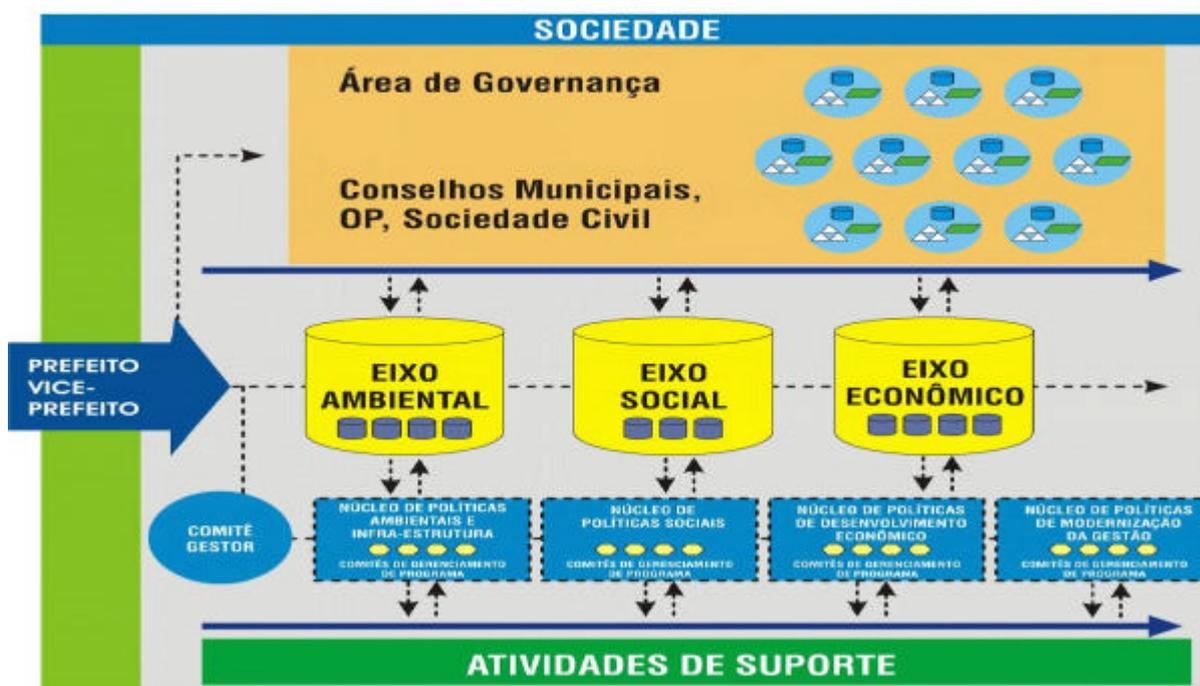 SOCIEDADE
Área de Governança
Conselhos Municipais,
OP, Sociedade Civil
PREFEITO
VICE-
PREFEITO
EIXO
AMBIENTAL
EIXO
SOCIAL
EIXO
ECONÔMICO
COMITÊ
GESTOR
NÚCLEO DE POLÍTICAS
AMBIENTAIS E
INFRA-ESTRUTURA
COMITÊS DE GERENCIAMENTO
DE PROGRAMA
NÚCLEO DE
POLÍTICAS SOCIAIS
COMITÊS DE GERENCIAMENTO
DE PROGRAMA
NÚCLEO DE POLÍTICAS
DE DESENVOLVIMENTO
ECONÔMICO
COMITÊS DE GERENCIAMENTO
DE PROGRAMA
NÚCLEO DE POLÍTICAS
DE MODERNIZAÇÃO
DA GESTÃO
COMITÊS DE GERENCIAMENTO
DE PROGRAMA
ATIVIDADES DE SUPORTE